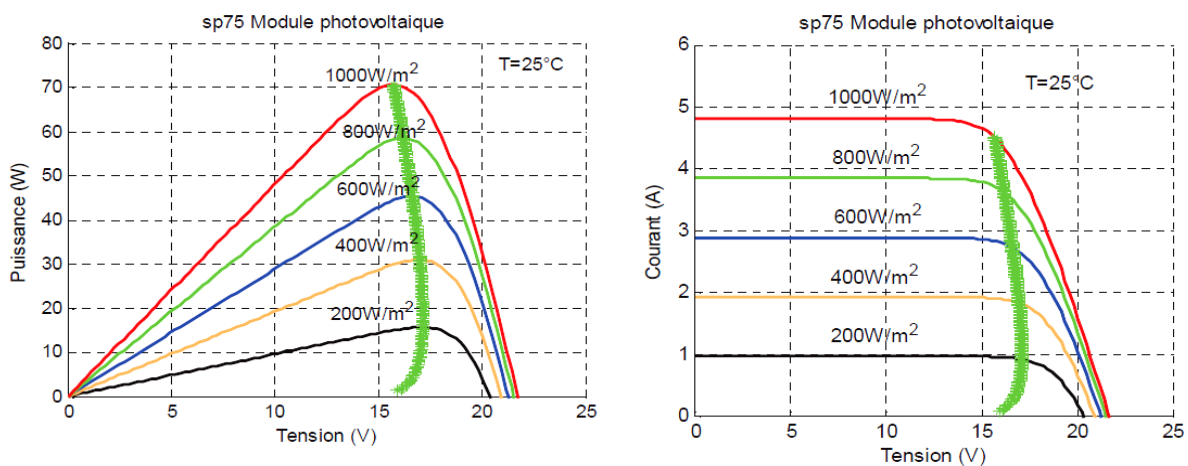 sp75 Module photovoltaique
80
70
60
50
40
30
20
10
0
0
5
10
15
20
25
Puissance (W)
Tension (V)
T=25°C
1000W/m²
800W/m²
600W/m²
400W/m²
200W/m²
sp75 Module photovoltaique
6
5
4
3
2
1
0
0
5
10
15
20
25
Courant (A)
Tension (V)
T=25°C
1000W/m²
800W/m²
600W/m²
400W/m²
200W/m²